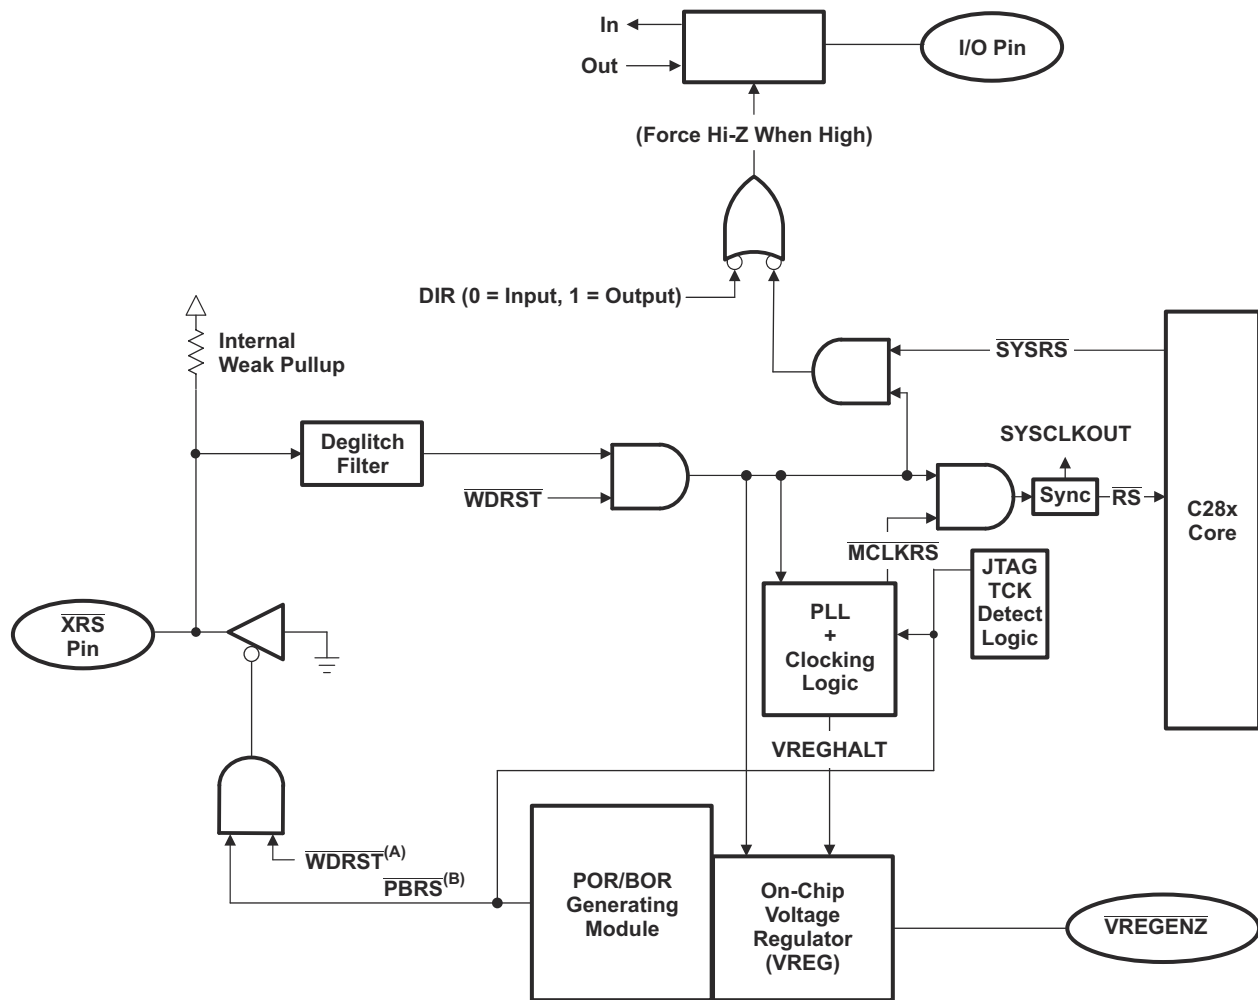 In
Out
I/O Pin
(Force Hi-Z When High)
DIR (0 = Input, 1 = Output)
Internal
Weak Pullup
SYSRS
Deglitch
Filter
WDRST
SYSCLKOUT
Sync
RS
C28x
Core
MCLKRS
JTAG
TCK
Detect
Logic
XRS
Pin
PLL
+
Clocking
Logic
VREGHALT
WDRST(A)
PBRS(B)
POR/BOR
Generating
Module
On-Chip
Voltage
Regulator
(VREG)
VREGENZ